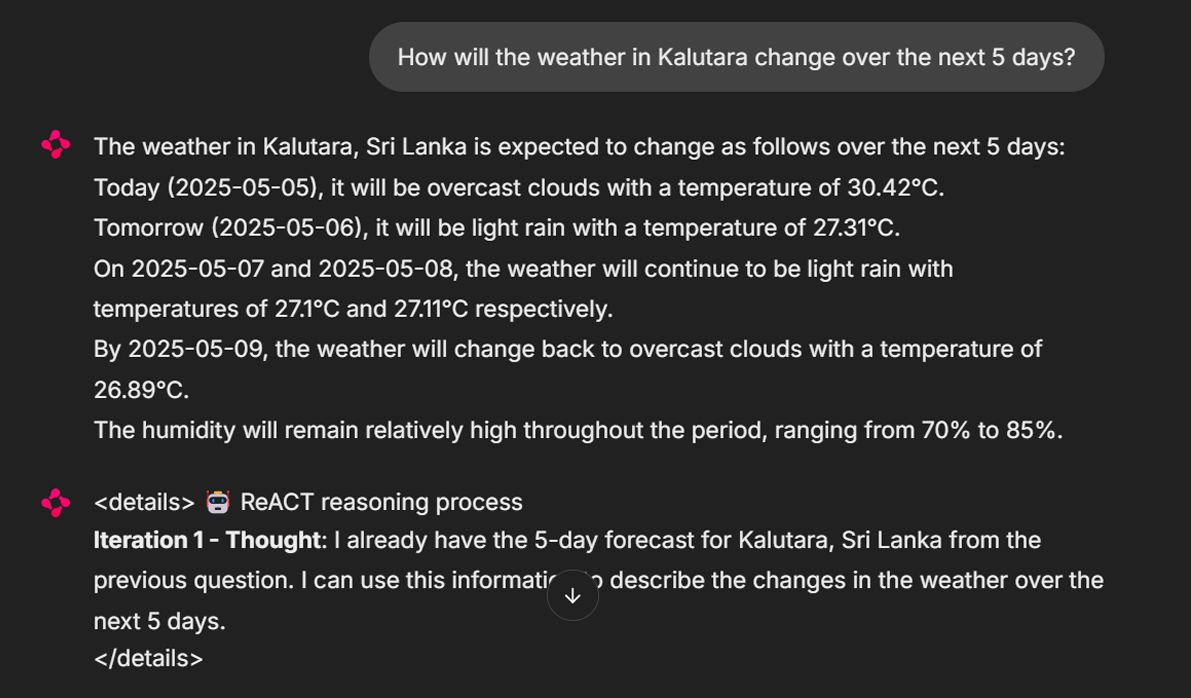 How will the weather in Kalutara change over the next 5 days?
The weather in Kalutara, Sri Lanka is expected to change as follows over the next 5 days:
Today (2025-05-05), it will be overcast clouds with a temperature of 30.42°C.
Tomorrow (2025-05-06), it will be light rain with a temperature of 27.31°C.
On 2025-05-07 and 2025-05-08, the weather will continue to be light rain with
temperatures of 27.1°C and 27.11°C respectively.
By 2025-05-09, the weather will change back to overcast clouds with a temperature of
26.89°C.
The humidity will remain relatively high throughout the period, ranging from 70% to 85%.
<details> 🤖 ReACT reasoning process
Iteration 1 - Thought: I already have the 5-day forecast for Kalutara, Sri Lanka from the
previous question. I can use this information to describe the changes in the weather over the
next 5 days.
</details>